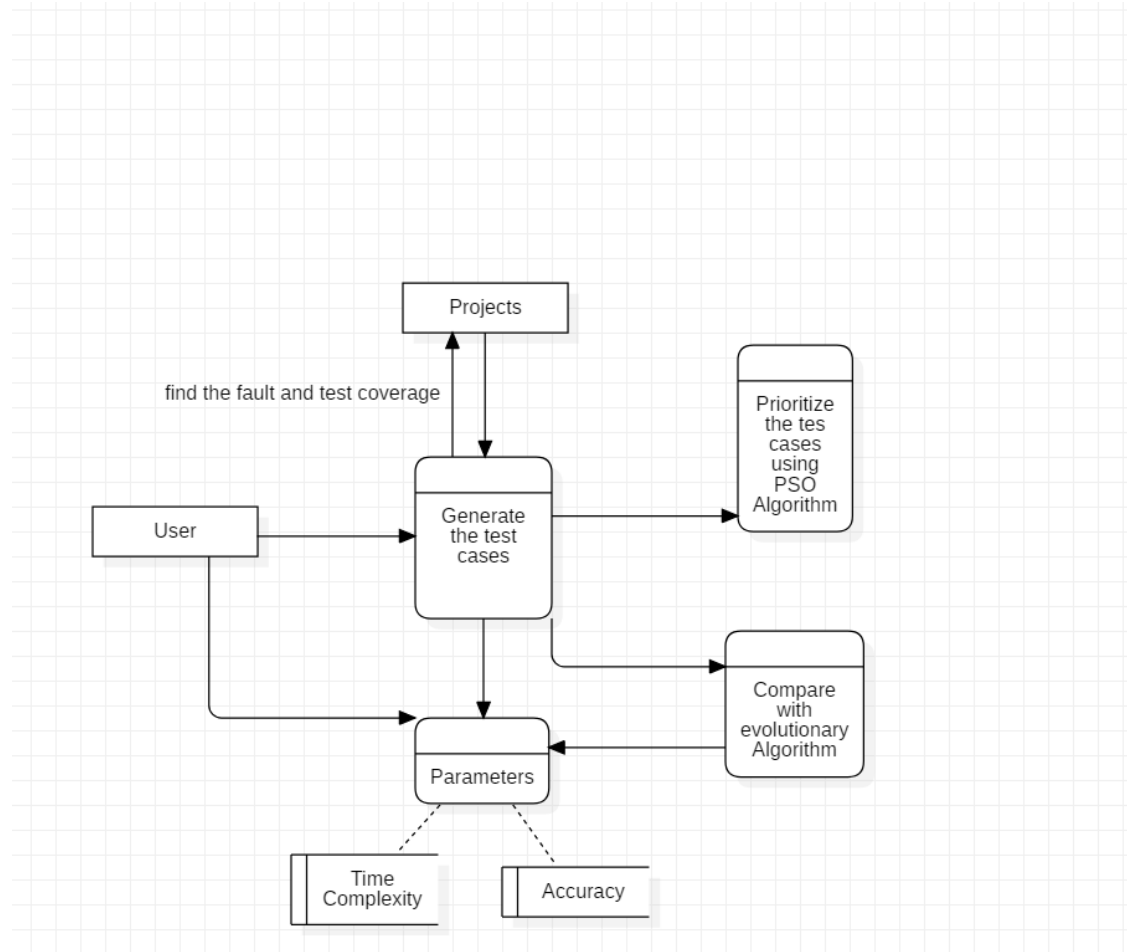 Projects
find the fault and test coverage
Prioritize
the tes
cases
using
PSO
Algorithm
User
Generate
the test
cases
Compare
with
evolutionary
Algorithm
Parameters
Time
Complexity
Accuracy